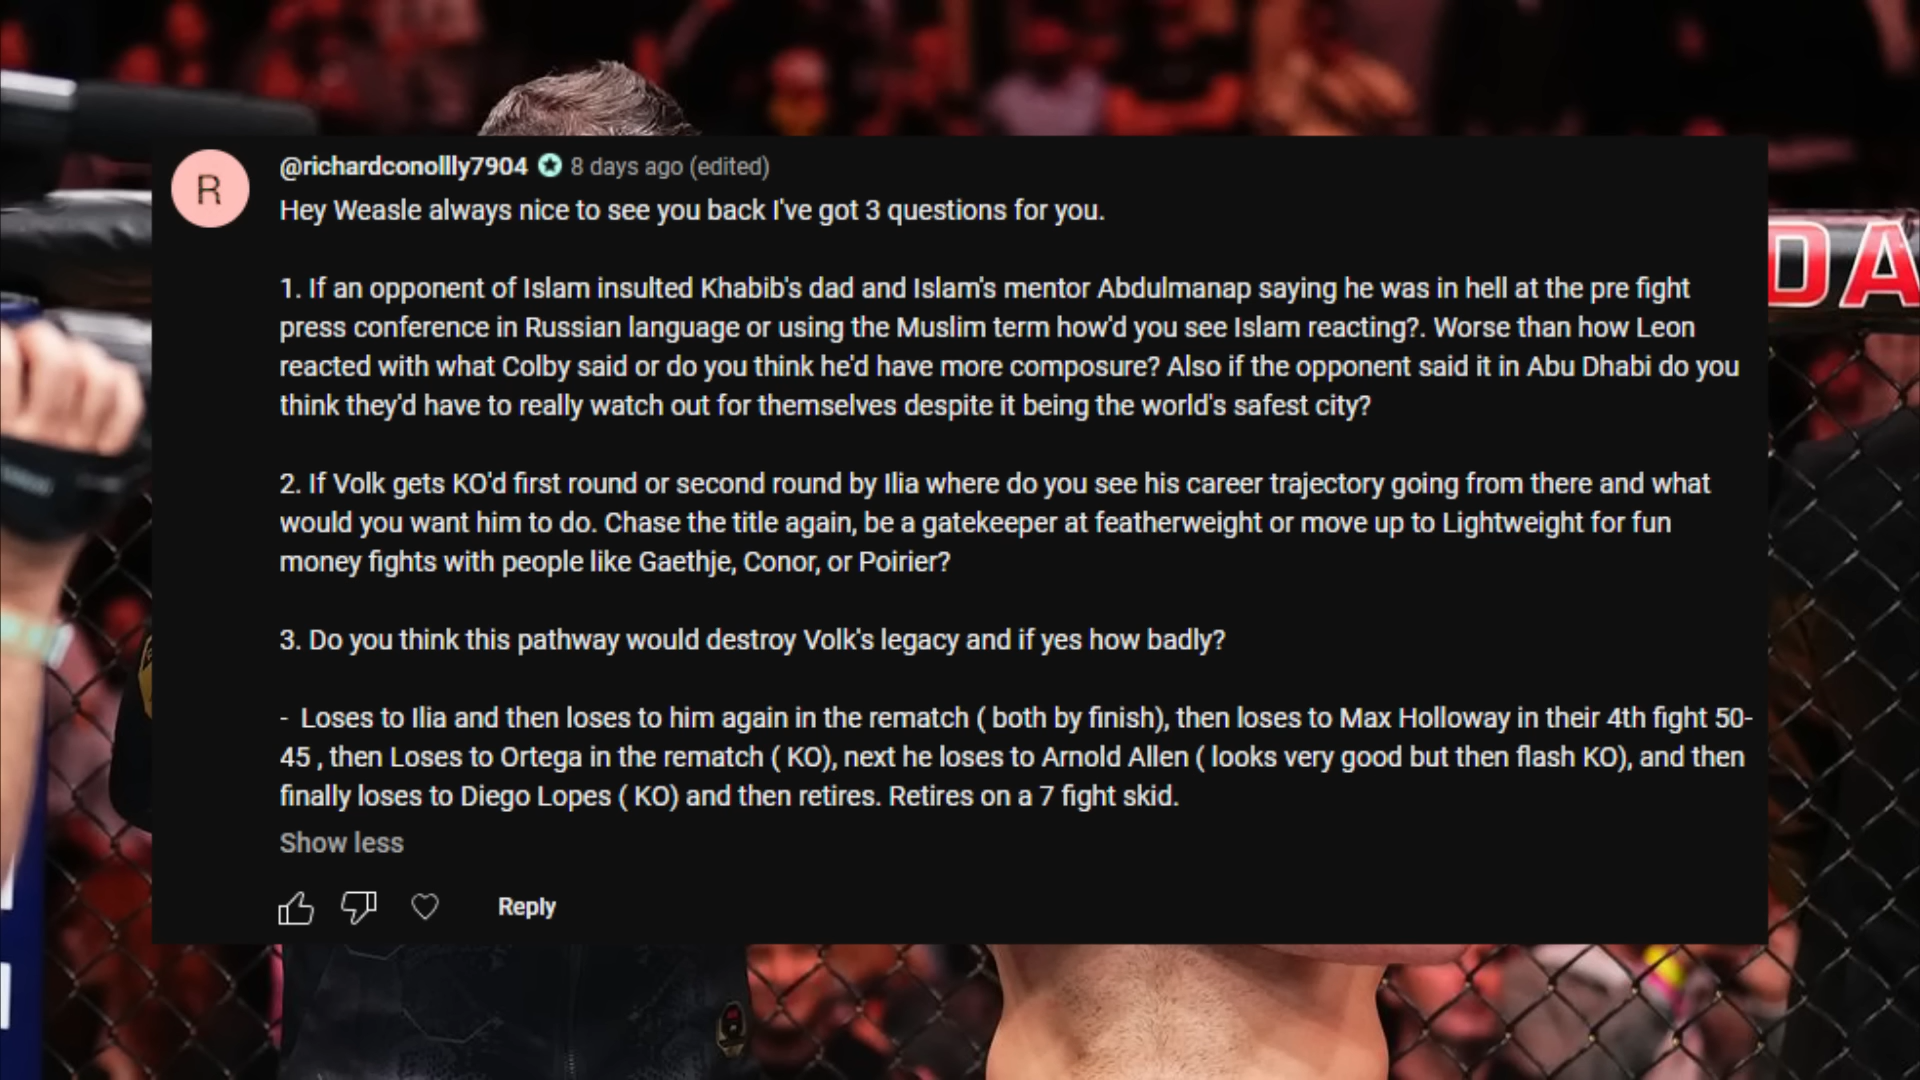 R
@richardconollly7904 8 days ago (edited)
Hey Weasle always nice to see you back I've got 3 questions for you.
1. If an opponent of Islam insulted Khabib's dad and Islam's mentor Abdulmanap saying he was in hell at the pre fight
press conference in Russian language or using the Muslim term how'd you see Islam reacting?. Worse than how Leon
reacted with what Colby said or do you think he'd have more composure? Also if the opponent said it in Abu Dhabi do you
think they'd have to really watch out for themselves despite it being the world's safest city?
2. If Volk gets KO'd first round or second round by Ilia where do you see his career trajectory going from there and what
would you want him to do. Chase the title again, be a gatekeeper at featherweight or move up to Lightweight for fun
money fights with people like Gaethje, Conor, or Poirier?
3. Do you think this pathway would destroy Volk's legacy and if yes how badly?
- Loses to Ilia and then loses to him again in the rematch ( both by finish), then loses to Max Holloway in their 4th fight 50-
45 , then Loses to Ortega in the rematch ( KO), next he loses to Arnold Allen ( looks very good but then flash KO), and then
finally loses to Diego Lopes ( KO) and then retires. Retires on a 7 fight skid.
Show less
Reply
DA